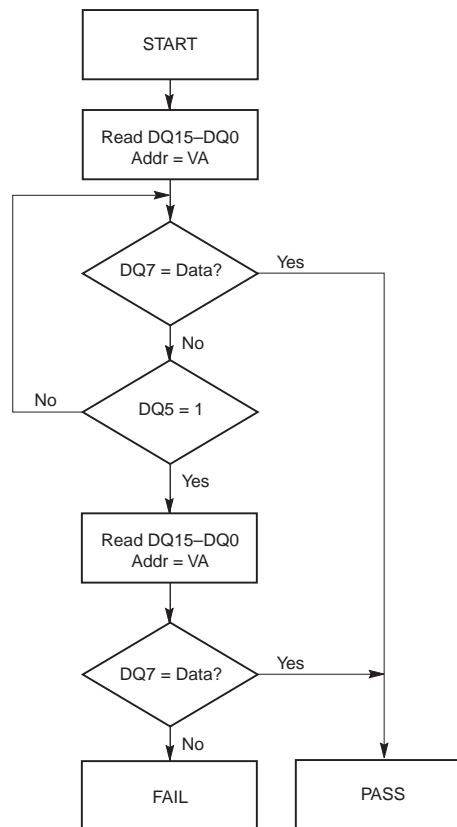 START
Read DQ15–DQ0
Addr = VA
DQ7 = Data?
Yes
No
No
DQ5 = 1
Yes
Read DQ15–DQ0
Addr = VA
DQ7 = Data?
Yes
No
FAIL
PASS